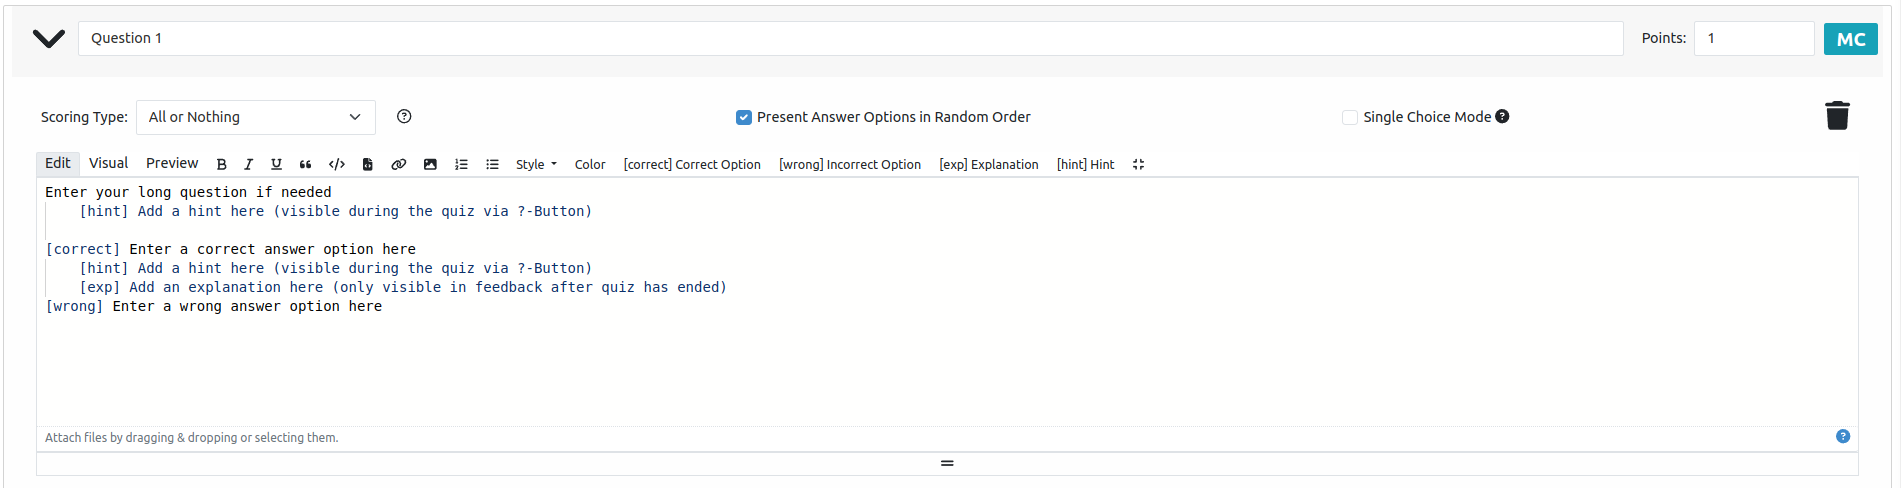 Question 1 Points: 1 MC
Scoring Type: All or Nothing ? Present Answer Options in Random Order Single Choice Mode ?
Edit Visual Preview B I U “ </> Style Color [correct] Correct Option [wrong] Incorrect Option [exp] Explanation [hint] Hint
Enter your long question if needed
[hint] Add a hint here (visible during the quiz via ?-Button)
[correct] Enter a correct answer option here
[hint] Add a hint here (visible during the quiz via ?-Button)
[exp] Add an explanation here (only visible in feedback after quiz has ended)
[wrong] Enter a wrong answer option here
Attach files by dragging & dropping or selecting them. ?